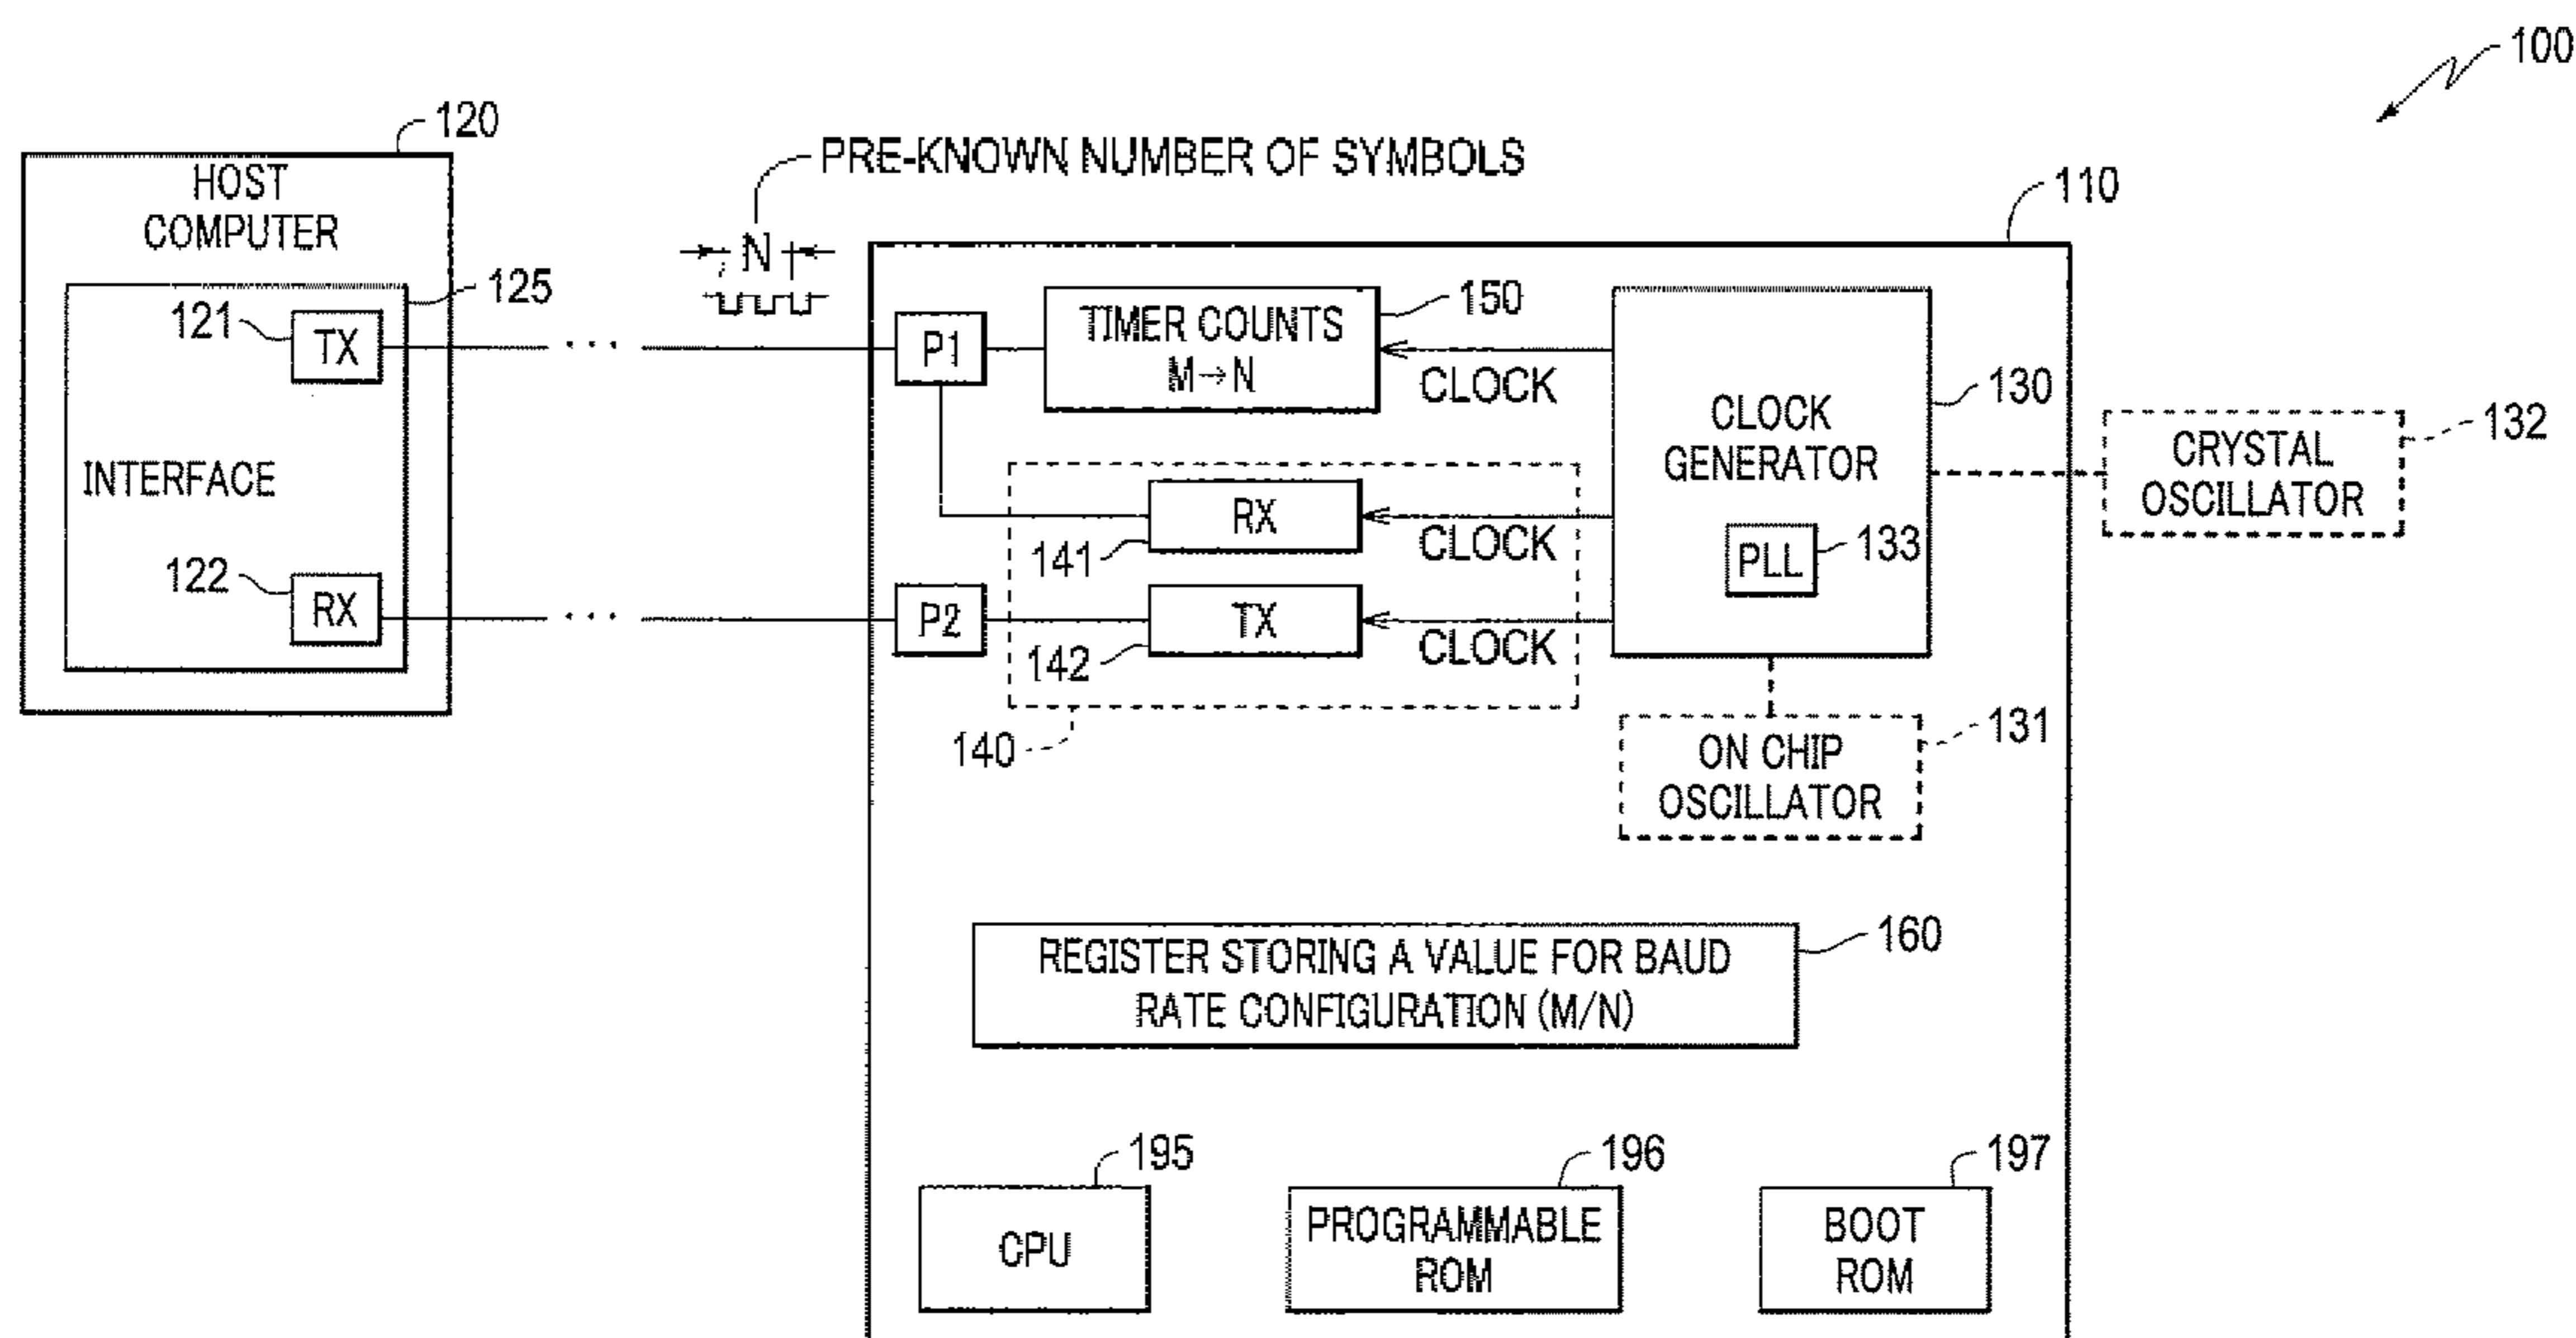 100
120
HOST
COMPUTER
PRE-KNOWN NUMBER OF SYMBOLS
N
110
125
121
TX
INTERFACE
122
RX
P1
TIMER COUNTS
M→N
150
CLOCK
CLOCK
GENERATOR
130
CRYSTAL
OSCILLATOR
132
RX
141
CLOCK
PLL
133
P2
TX
142
CLOCK
140
ON CHIP
OSCILLATOR
131
REGISTER STORING A VALUE FOR BAUD
RATE CONFIGURATION (M/N)
160
195
CPU
196
PROGRAMMABLE
ROM
197
BOOT
ROM